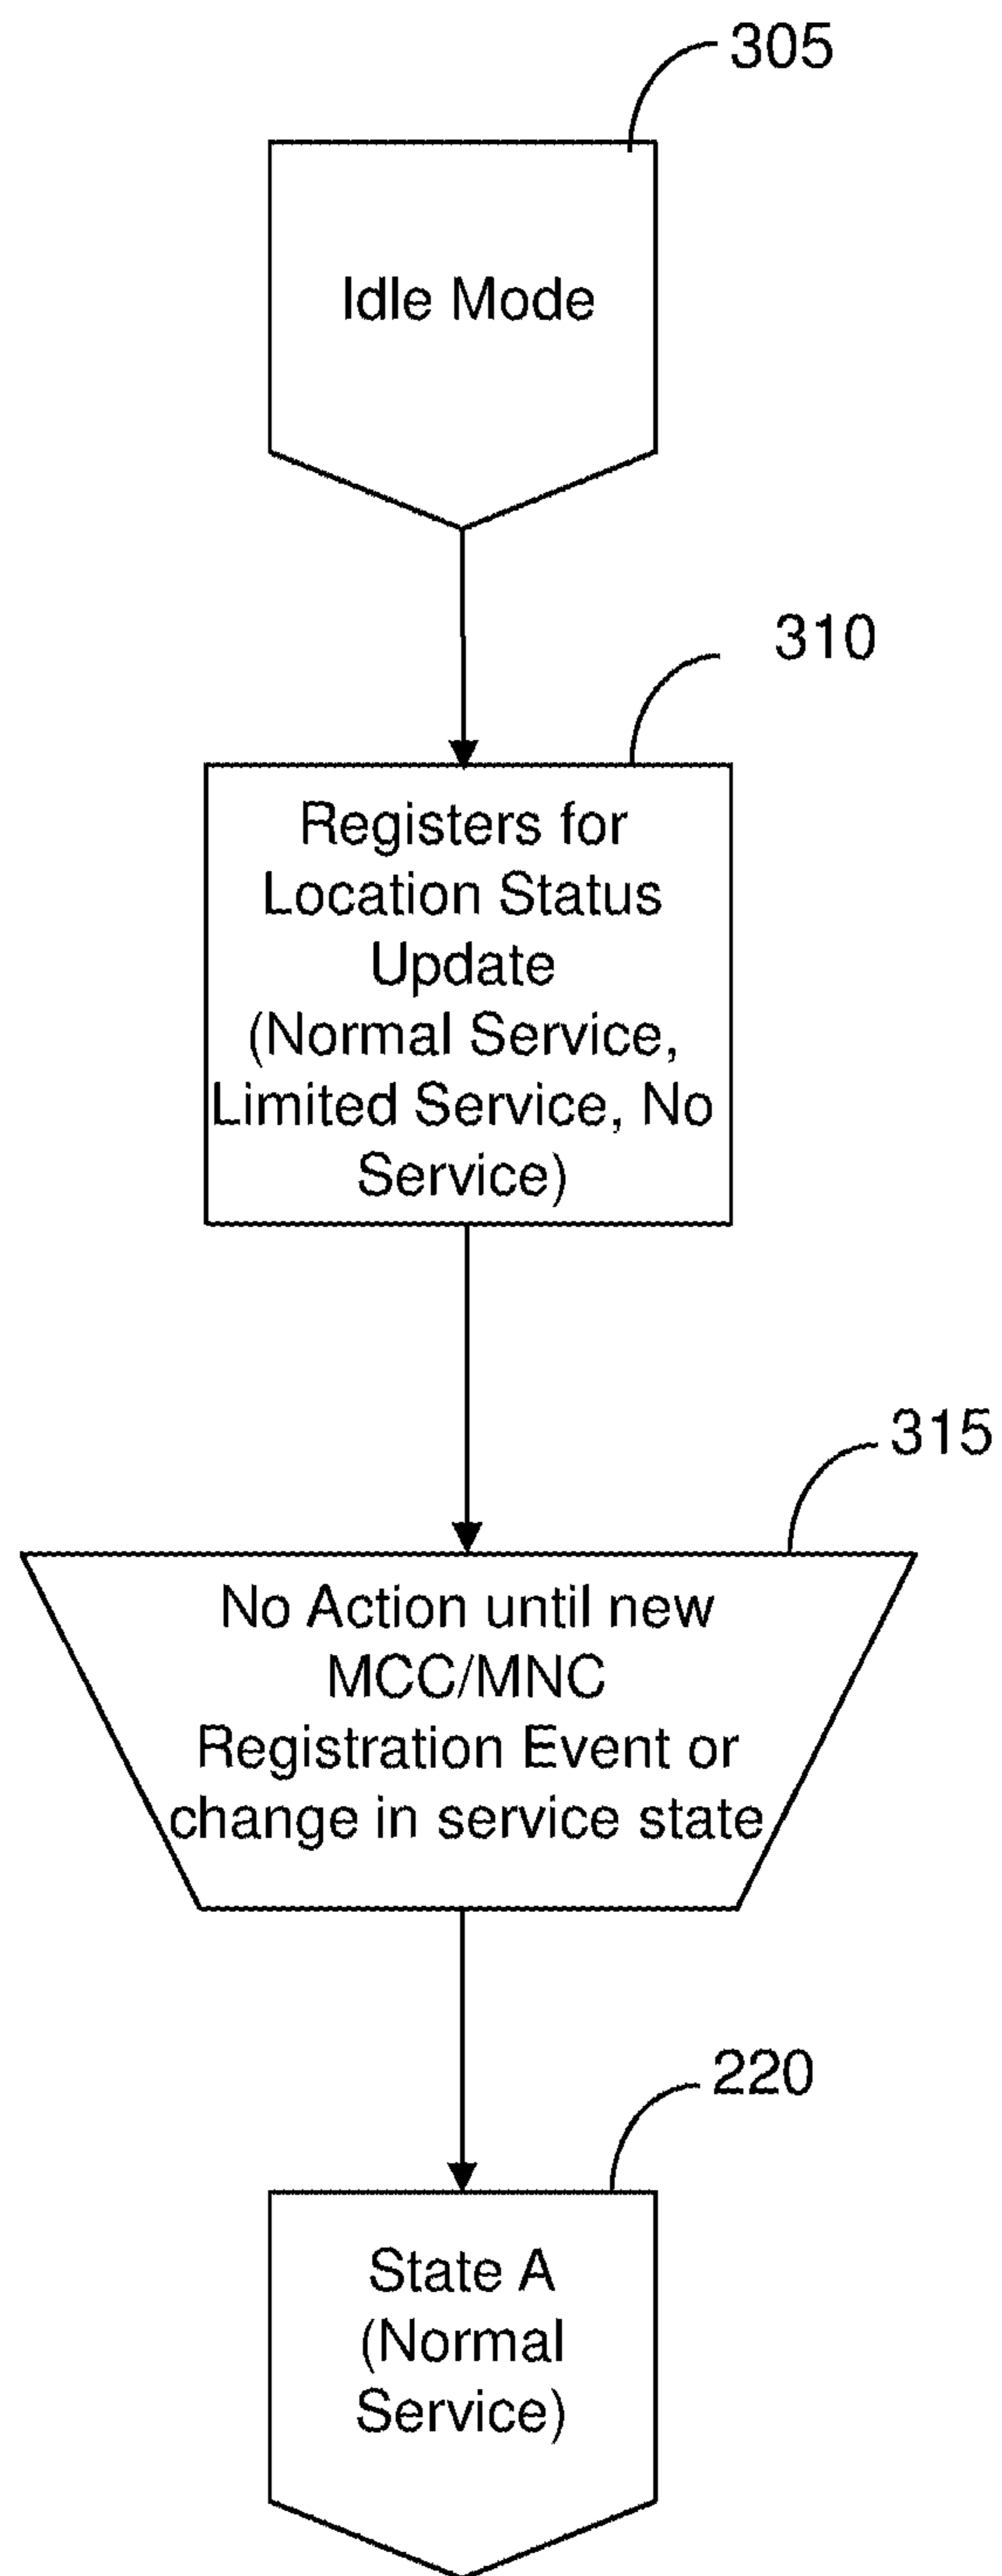 305
Idle Mode
310
Registers for
Location Status
Update
(Normal Service,
Limited Service, No
Service)
315
No Action until new
MCC/MNC
Registration Event or
change in service state
220
State A
(Normal
Service)